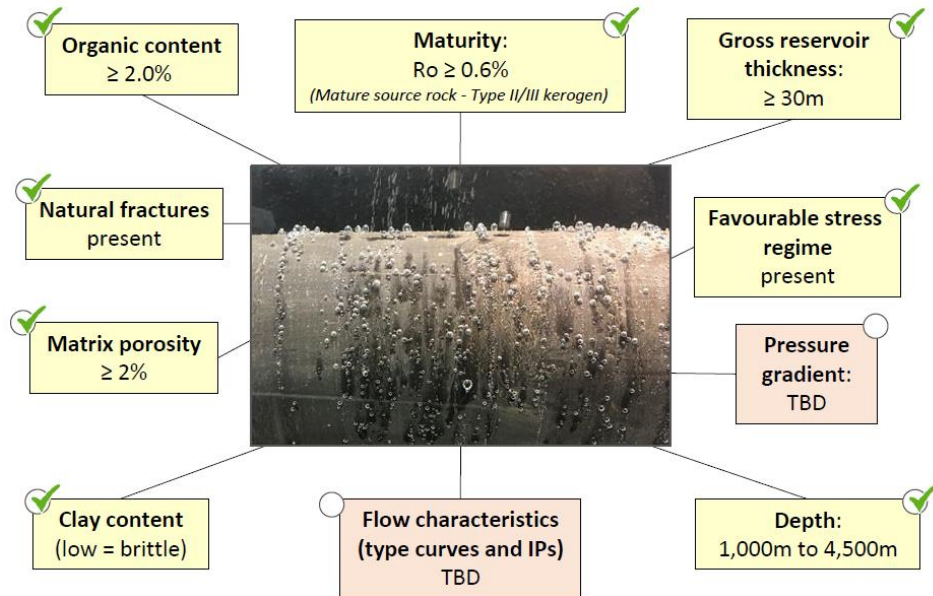 Organic content
≥ 2.0%
Maturity:
Ro ≥ 0.6%
(Mature source rock - Type II/III kerogen)
Gross reservoir
thickness:
≥ 30m
Natural fractures
present
Favourable stress
regime
present
Matrix porosity
≥ 2%
Pressure
gradient:
TBD
Clay content
(low = brittle)
Flow characteristics
(type curves and IPs)
TBD
Depth:
1,000m to 4,500m